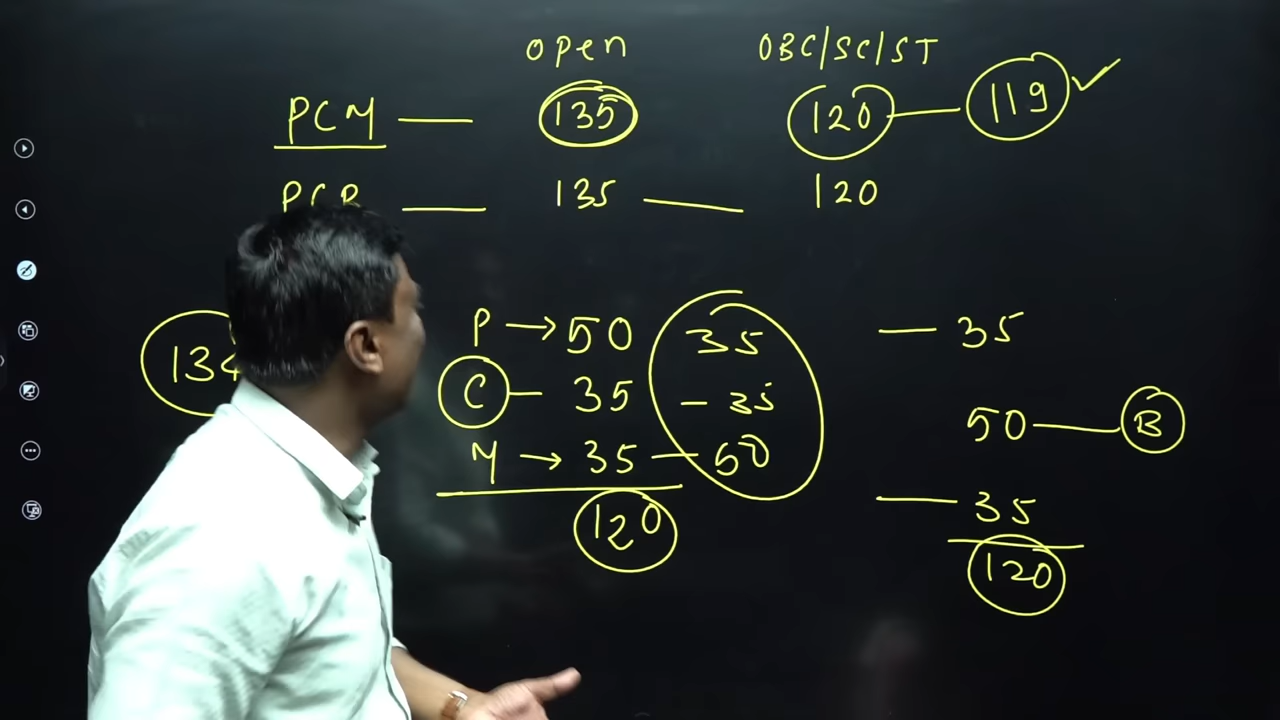 open OBC/SC/ST
PCM — 135 120 — 119 ✓
PCB — 135 — 120
P → 50 35 — 35
134 C — 35 — 35 50 — B
M → 35 — 50 — 35
120 120